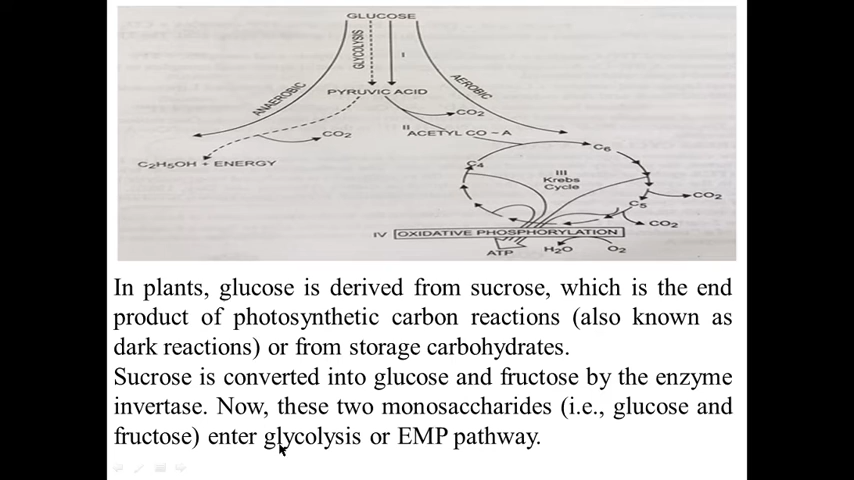 GLUCOSE
GLYCOLYSIS
I
ANAEROBIC
AEROBIC
PYRUVIC ACID
CO2
II
ACETYL CO ~ A
CO2
C2H5OH + ENERGY
C6
C4
III
Krebs
Cycle
CO2
C5
CO2
IV OXIDATIVE PHOSPHORYLATION
ATP
H2O
O2
In plants, glucose is derived from sucrose, which is the end
product of photosynthetic carbon reactions (also known as
dark reactions) or from storage carbohydrates.
Sucrose is converted into glucose and fructose by the enzyme
invertase. Now, these two monosaccharides (i.e., glucose and
fructose) enter glycolysis or EMP pathway.